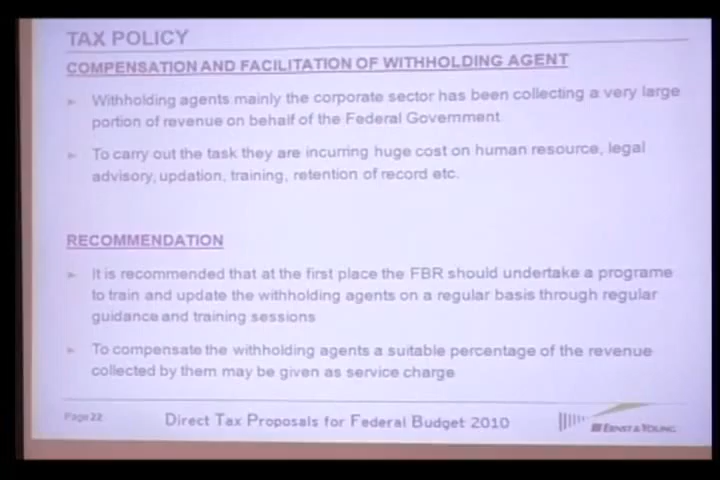 TAX POLICY
COMPENSATION AND FACILITATION OF WITHHOLDING AGENT
Withholding agents mainly the corporate sector has been collecting a very large
portion of revenue on behalf of the Federal Government
To carry out the task they are incurring huge cost on human resource, legal
advisory, updation, training, retention of record etc.
RECOMMENDATION
It is recommended that at the first place the FBR should undertake a programe
to train and update the withholding agents on a regular basis through regular
guidance and training sessions
To compensate the withholding agents a suitable percentage of the revenue
collected by them may be given as service charge
Page 22
Direct Tax Proposals for Federal Budget 2010
ERNST & YOUNG